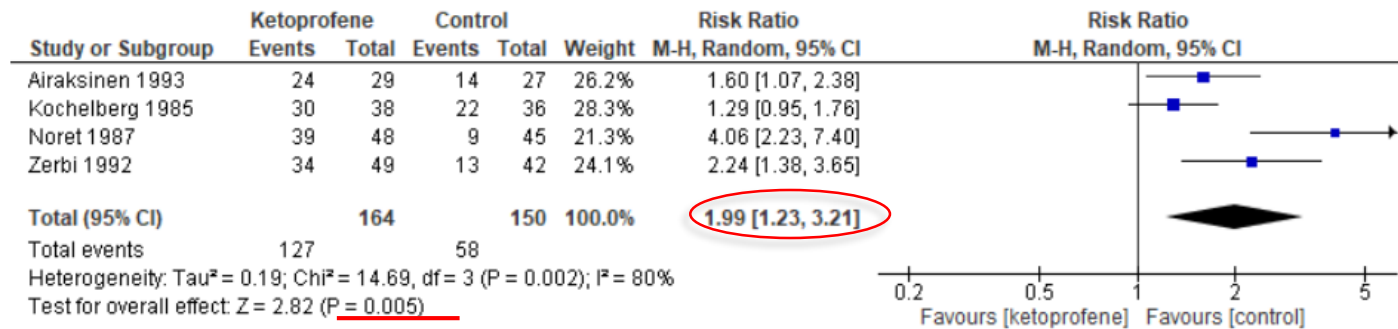 Ketoprofene Control Risk Ratio Risk Ratio
Study or Subgroup Events Total Events Total Weight M-H, Random, 95% CI M-H, Random, 95% CI
Airaksinen 1993 24 29 14 27 26.2% 1.60 [1.07, 2.38]
Kochelberg 1985 30 38 22 36 28.3% 1.29 [0.95, 1.76]
Noret 1987 39 48 9 45 21.3% 4.06 [2.23, 7.40]
Zerbi 1992 34 49 13 42 24.1% 2.24 [1.38, 3.65]
Total (95% CI) 164 150 100.0% 1.99 [1.23, 3.21]
Total events 127 58
Heterogeneity: Tau² = 0.19; Chi² = 14.69, df = 3 (P = 0.002); I² = 80%
Test for overall effect: Z = 2.82 (P = 0.005)
0.2 0.5 1 2 5
Favours [ketoprofene] Favours [control]